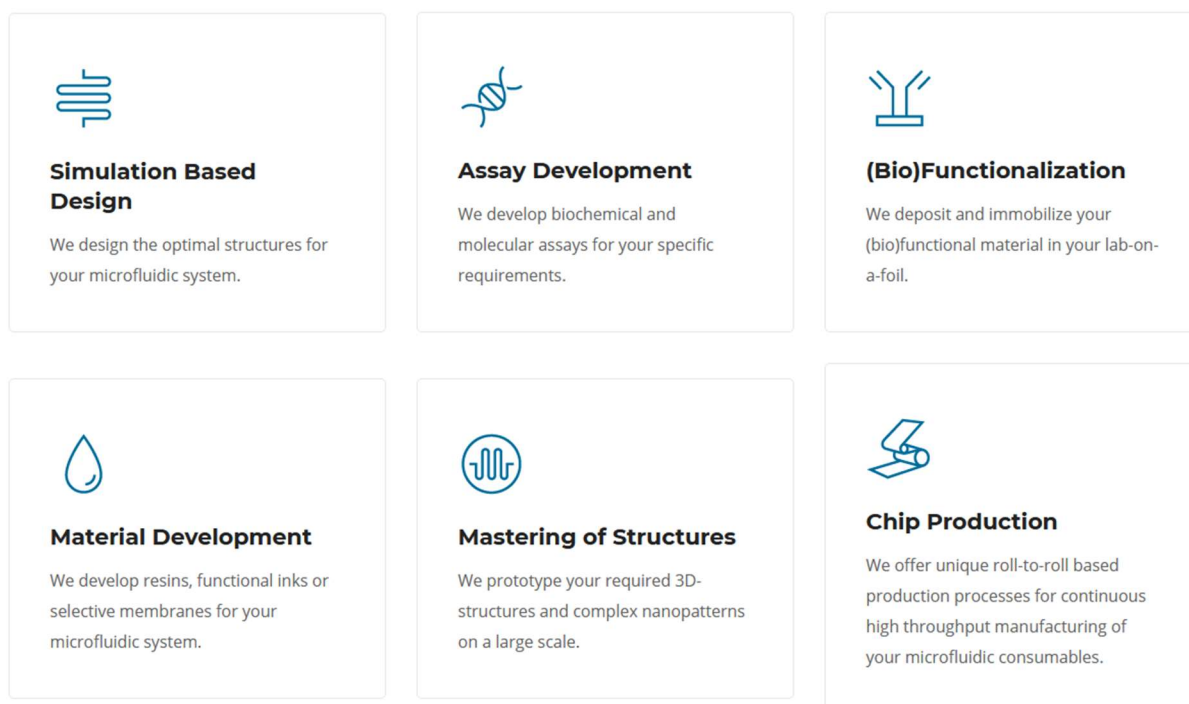 Simulation Based
Design
We design the optimal structures for
your microfluidic system.
Assay Development
We develop biochemical and
molecular assays for your specific
requirements.
(Bio)Functionalization
We deposit and immobilize your
(bio)functional material in your lab-on-
a-foil.
Material Development
We develop resins, functional inks or
selective membranes for your
microfluidic system.
Mastering of Structures
We prototype your required 3D-
structures and complex nanopatterns
on a large scale.
Chip Production
We offer unique roll-to-roll based
production processes for continuous
high throughput manufacturing of
your microfluidic consumables.